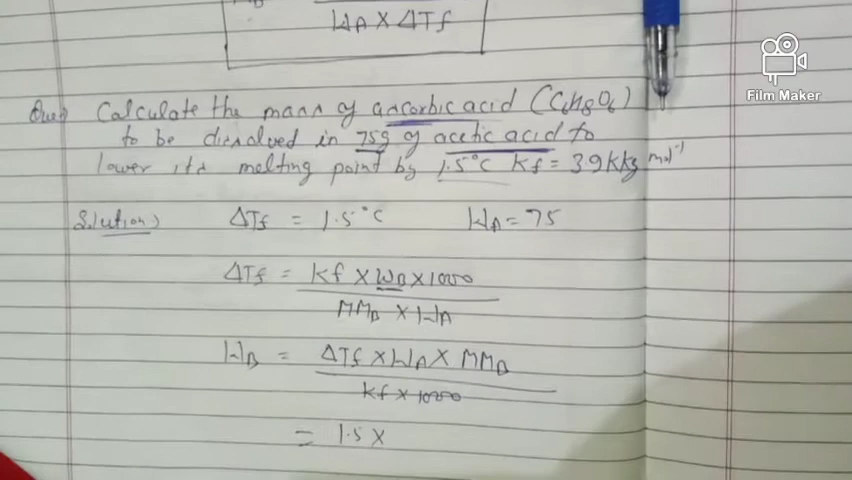 WA X ΔTf
Film Maker
Que) Calculate the mass of ascorbic acid (C6H8O6)
to be dissolved in 75g of acetic acid to
lower its melting point by 1.5°C Kf = 3.9 K kg mol⁻¹
Solution) ΔTf = 1.5°C WA = 75
ΔTf = Kf X WB X 1000
MMB X WA
WB = ΔTf X WA X MMB
Kf X 1000
= 1.5 X